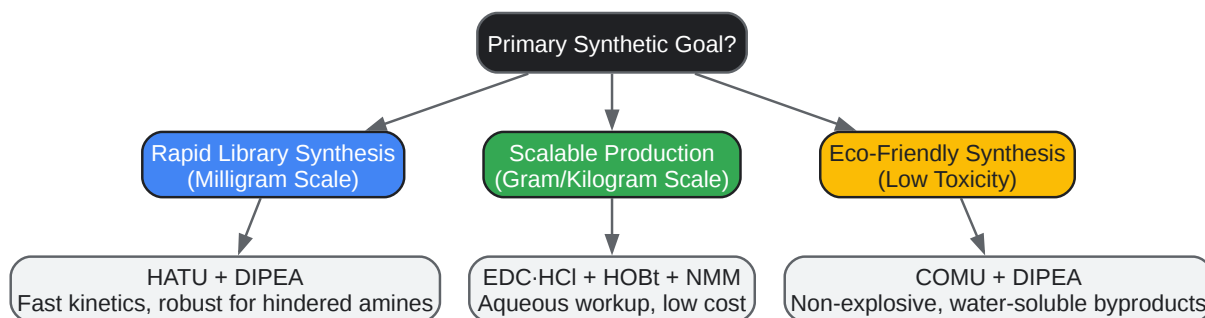 Primary Synthetic Goal?
Rapid Library Synthesis
(Milligram Scale)
Scalable Production
(Gram/Kilogram Scale)
Eco-Friendly Synthesis
(Low Toxicity)
HATU + DIPEA
Fast kinetics, robust for hindered amines
EDC·HCl + HOBt + NMM
Aqueous workup, low cost
COMU + DIPEA
Non-explosive, water-soluble byproducts